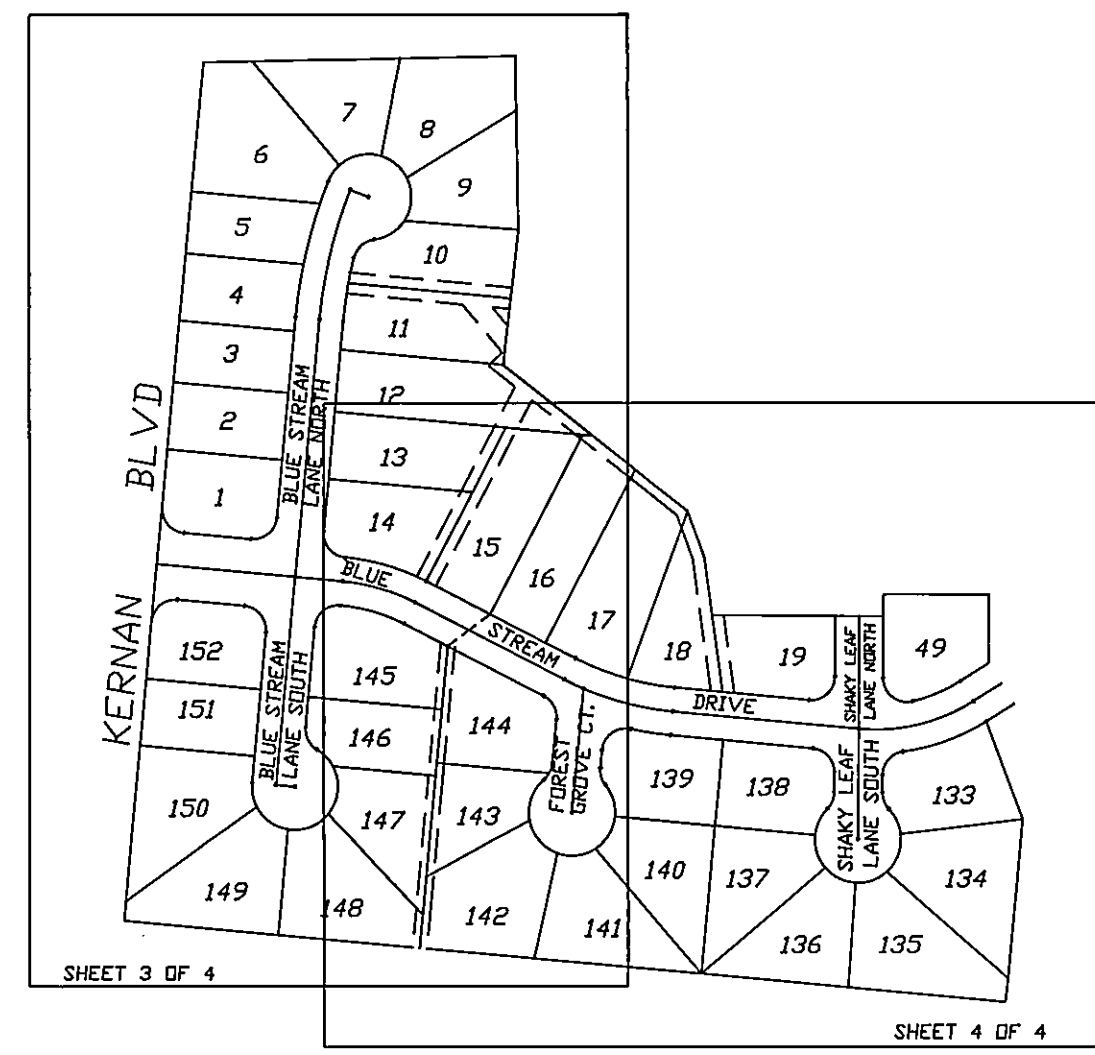 7
8
6
9
5
10
4
11
3
12
2
13
1
14
15
16
17
18
19
49
BLUE STREAM
LANE NORTH
KERNAN BLVD
BLUE STREAM DRIVE
SHAKY LEAF
LANE NORTH
152
151
150
149
148
147
146
145
BLUE STREAM
LANE SOUTH
144
143
142
141
140
139
138
137
136
135
134
133
FOREST
GROVE CT.
SHAKY LEAF
LANE SOUTH
SHEET 3 OF 4
SHEET 4 OF 4